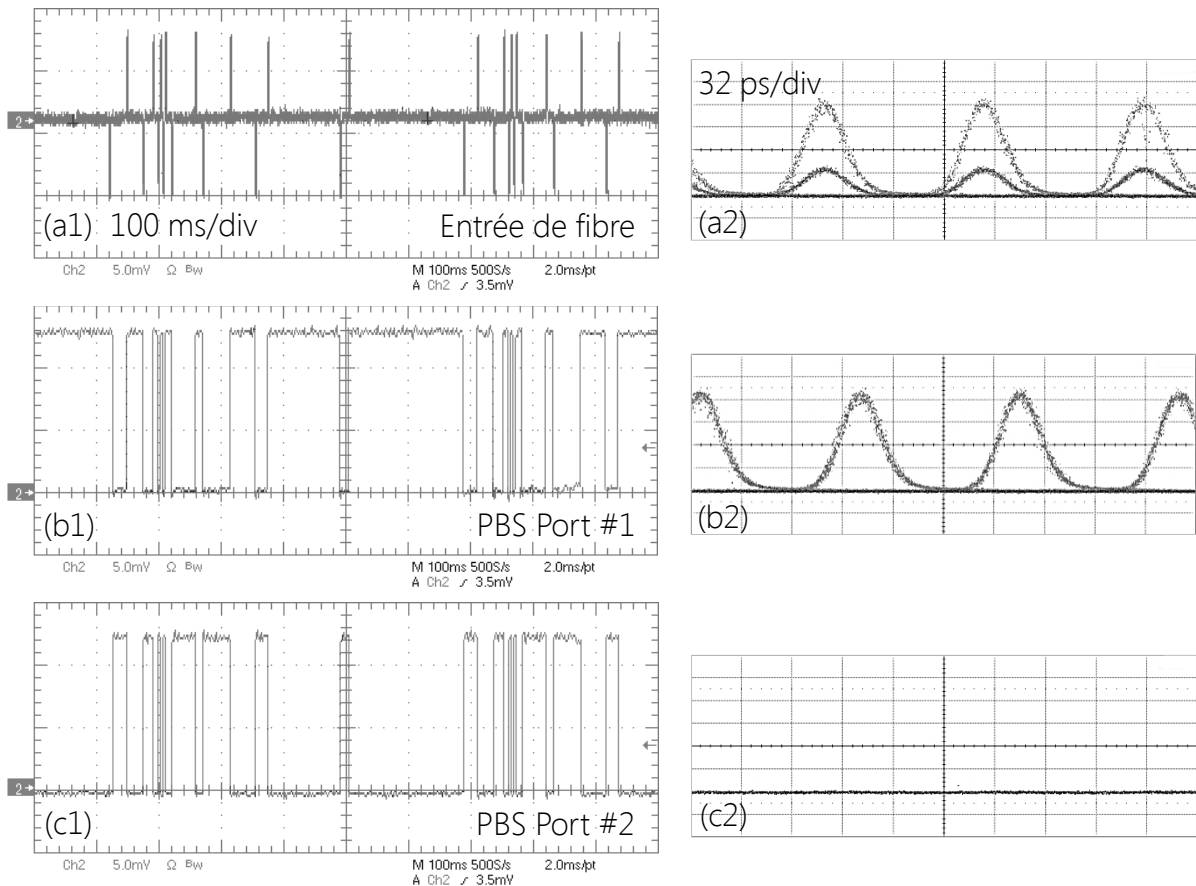 2
(a1) 100 ms/div
Entrée de fibre
Ch2 5.0mV Ω Bw
M 100ms 500S/s 2.0ms/pt
A Ch2 3.5mV
32 ps/div
(a2)
2
(b1)
PBS Port #1
Ch2 5.0mV Ω Bw
M 100ms 500S/s 2.0ms/pt
A Ch2 3.5mV
(b2)
2
(c1)
PBS Port #2
Ch2 5.0mV Ω Bw
M 100ms 500S/s 2.0ms/pt
A Ch2 3.5mV
(c2)